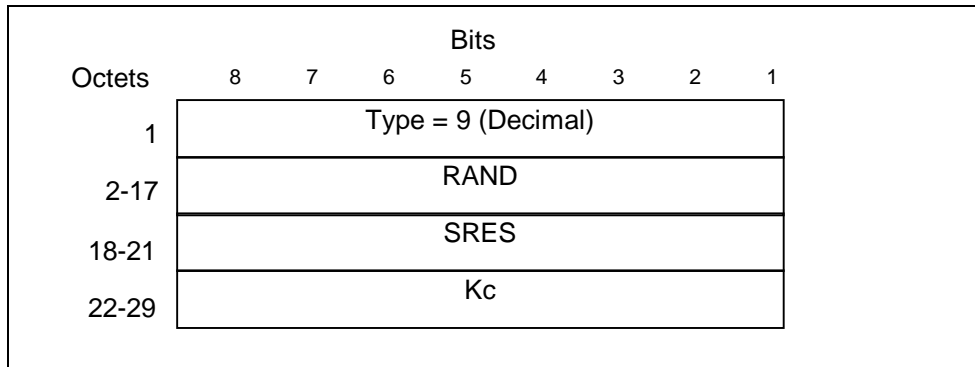 Bits
Octets 8 7 6 5 4 3 2 1
1 Type = 9 (Decimal)
2-17 RAND
18-21 SRES
22-29 Kc